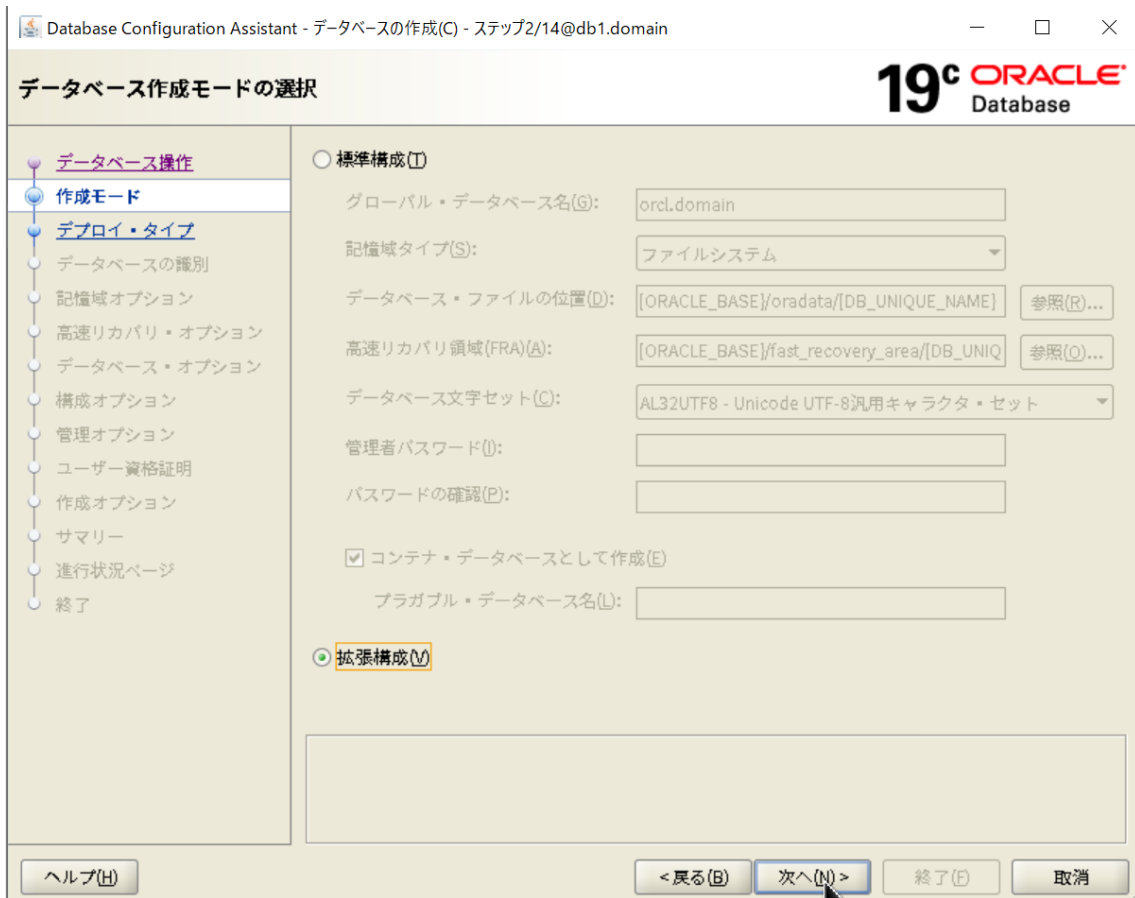 Database Configuration Assistant - データベースの作成(C) - ステップ2/14@db1.domain
データベース作成モードの選択
19c ORACLE
Database
データベース操作
作成モード
デプロイ・タイプ
データベースの識別
記憶域オプション
高速リカバリ・オプション
データベース・オプション
構成オプション
管理オプション
ユーザー資格証明
作成オプション
サマリー
進行状況ページ
終了
標準構成(T)
グローバル・データベース名(G): orcl.domain
記憶域タイプ(S): ファイルシステム
データベース・ファイルの位置(D): [ORACLE_BASE}/oradata/[DB_UNIQUE_NAME} 参照(R)...
高速リカバリ領域(FRA)(A): [ORACLE_BASE}/fast_recovery_area/[DB_UNIQ 参照(O)...
データベース文字セット(C): AL32UTF8 - Unicode UTF-8汎用キャラクタ・セット
管理者パスワード(I):
パスワードの確認(P):
コンテナ・データベースとして作成(E)
プラガブル・データベース名(L):
拡張構成(V)
ヘルプ(H) <戻る(B) 次へ(N)> 終了(F) 取消